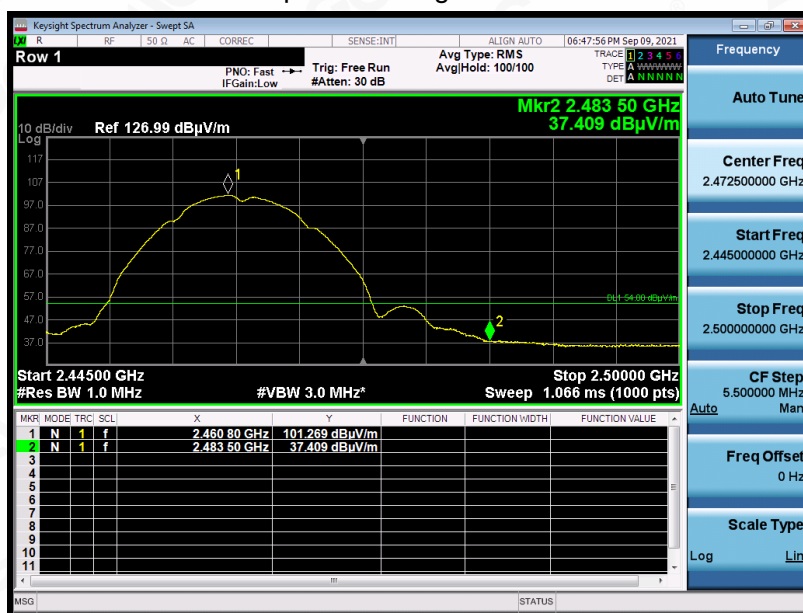 Keysight Spectrum Analyzer - Swept SA
LXI R RF 50 Ω AC CORREC SENSE:INT ALIGN AUTO 06:47:56 PM Sep 09, 2021
Row 1
PNO: Fast
IFGain:Low
Trig: Free Run
#Atten: 30 dB
Avg Type: RMS
Avg|Hold: 100/100
TRACE 1 2 3 4 5 6
TYPE A WWWWW
DET A N N N N N
Mkr2 2.483 50 GHz
37.409 dBµV/m
10 dB/div Ref 126.99 dBµV/m
Log
117
107
97.0
87.0
77.0
67.0
57.0
47.0
37.0
1
2
DL1 54.00 dBµV/m
Start 2.44500 GHz Stop 2.50000 GHz
#Res BW 1.0 MHz #VBW 3.0 MHz* Sweep 1.066 ms (1000 pts)
MKR MODE TRC SCL X Y FUNCTION FUNCTION WIDTH FUNCTION VALUE
1 N 1 f 2.460 80 GHz 101.269 dBµV/m
2 N 1 f 2.483 50 GHz 37.409 dBµV/m
3
4
5
6
7
8
9
10
11
MSG STATUS
Frequency
Auto Tune
Center Freq
2.472500000 GHz
Start Freq
2.445000000 GHz
Stop Freq
2.500000000 GHz
CF Step
5.500000 MHz
Auto Man
Freq Offset
0 Hz
Scale Type
Log Lin